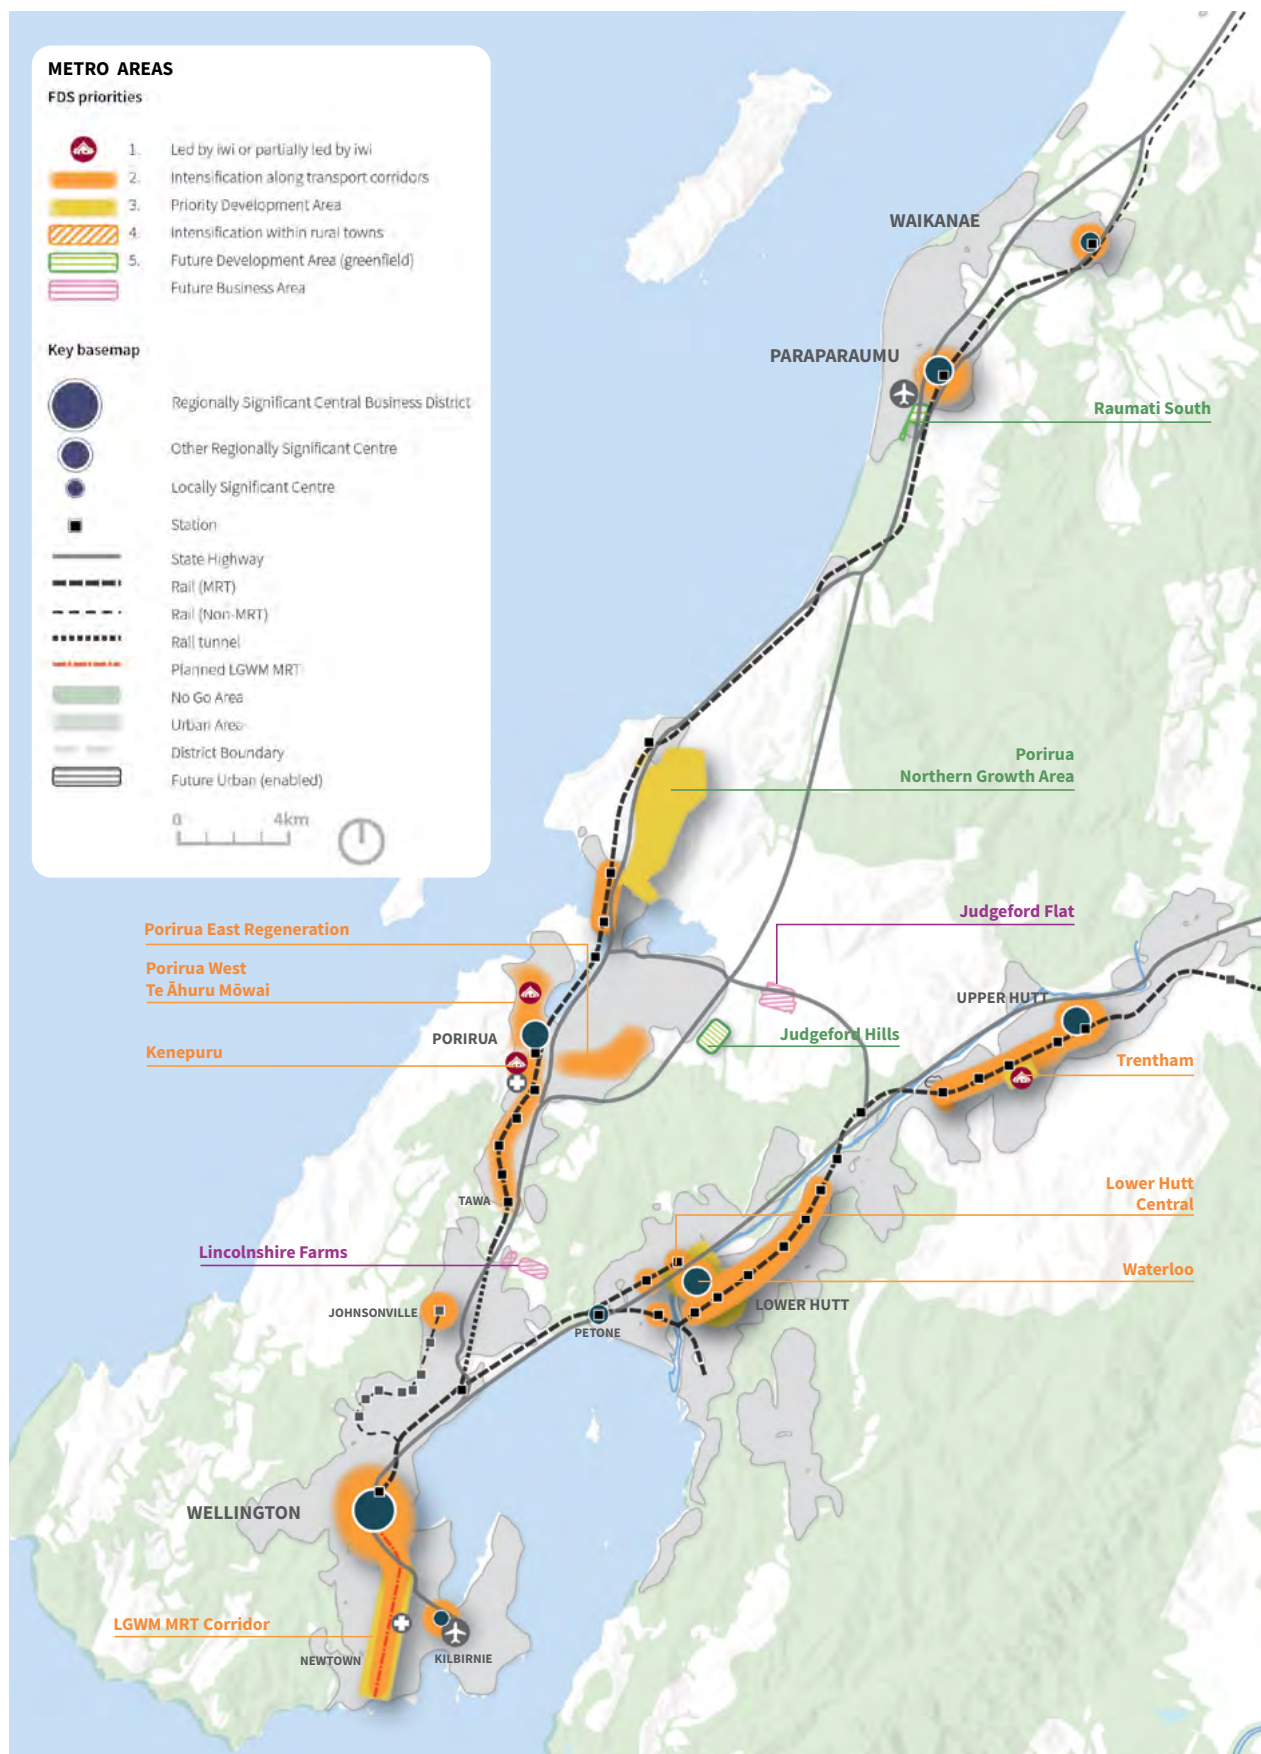 METRO AREAS
FDS priorities
1. Led by iwi or partially led by iwi
2. Intensification along transport corridors
3. Priority Development Area
4. Intensification within rural towns
5. Future Development Area (greenfield)
Future Business Area
Key basemap
Regionally Significant Central Business District
Other Regionally Significant Centre
Locally Significant Centre
Station
State Highway
Rail (MRT)
Rail (Non-MRT)
Rail tunnel
Planned LGWM MRT
No Go Area
Urban Area
District Boundary
Future Urban (enabled)
0 4km
WAIKANAE
PARAPARAUMU
Raumati South
Porirua
Northern Growth Area
Judgeford Flat
Porirua East Regeneration
Porirua West
Te Āhuru Mōwai
UPPER HUTT
PORIRUA
Judgeford Hills
Kenepuru
Trentham
Lower Hutt
Central
TAWA
Lincolnshire Farms
Waterloo
JOHNSONVILLE
LOWER HUTT
PETONE
WELLINGTON
LGWM MRT Corridor
NEWTOWN
KILBIRNIE